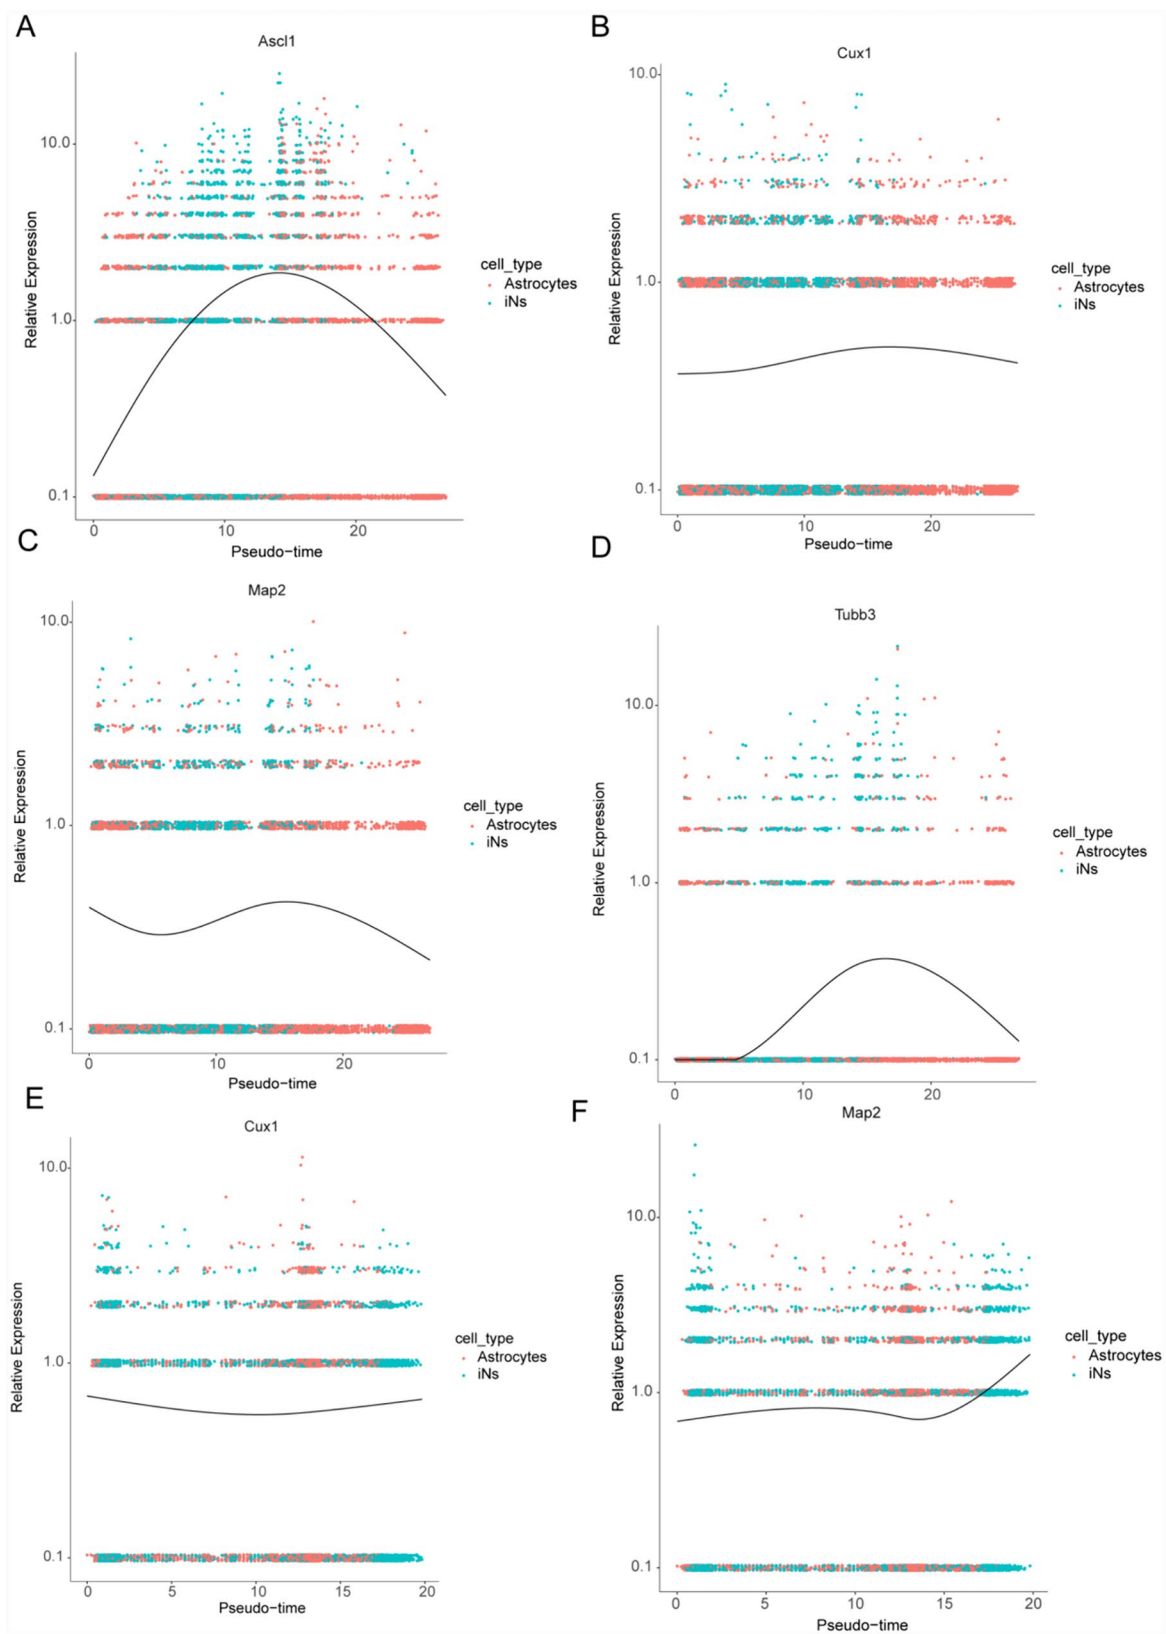 A
Ascl1
Relative Expression
10.0
1.0
0.1
0
10
20
Pseudo−time
cell_type
Astrocytes
iNs
B
Cux1
Relative Expression
10.0
1.0
0.1
0
10
20
Pseudo−time
cell_type
Astrocytes
iNs
C
Map2
Relative Expression
10.0
1.0
0.1
0
10
20
Pseudo−time
cell_type
Astrocytes
iNs
D
Tubb3
Relative Expression
10.0
1.0
0.1
0
10
20
cell_type
Astrocytes
iNs
E
Cux1
Relative Expression
10.0
1.0
0.1
0
5
10
15
20
Pseudo−time
cell_type
Astrocytes
iNs
F
Map2
Relative Expression
10.0
1.0
0.1
0
5
10
15
20
Pseudo−time
cell_type
Astrocytes
iNs